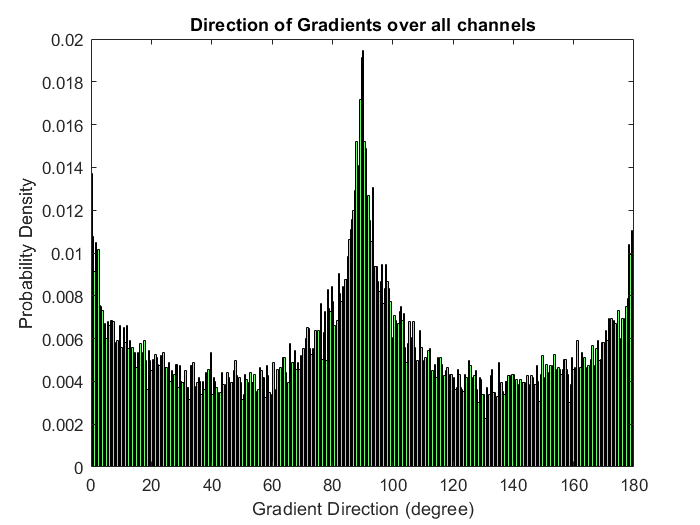 Direction of Gradients over all channels
0.02
0.018
0.016
0.014
0.012
0.01
0.008
0.006
0.004
0.002
0
Probability Density
0 20 40 60 80 100 120 140 160 180
Gradient Direction (degree)